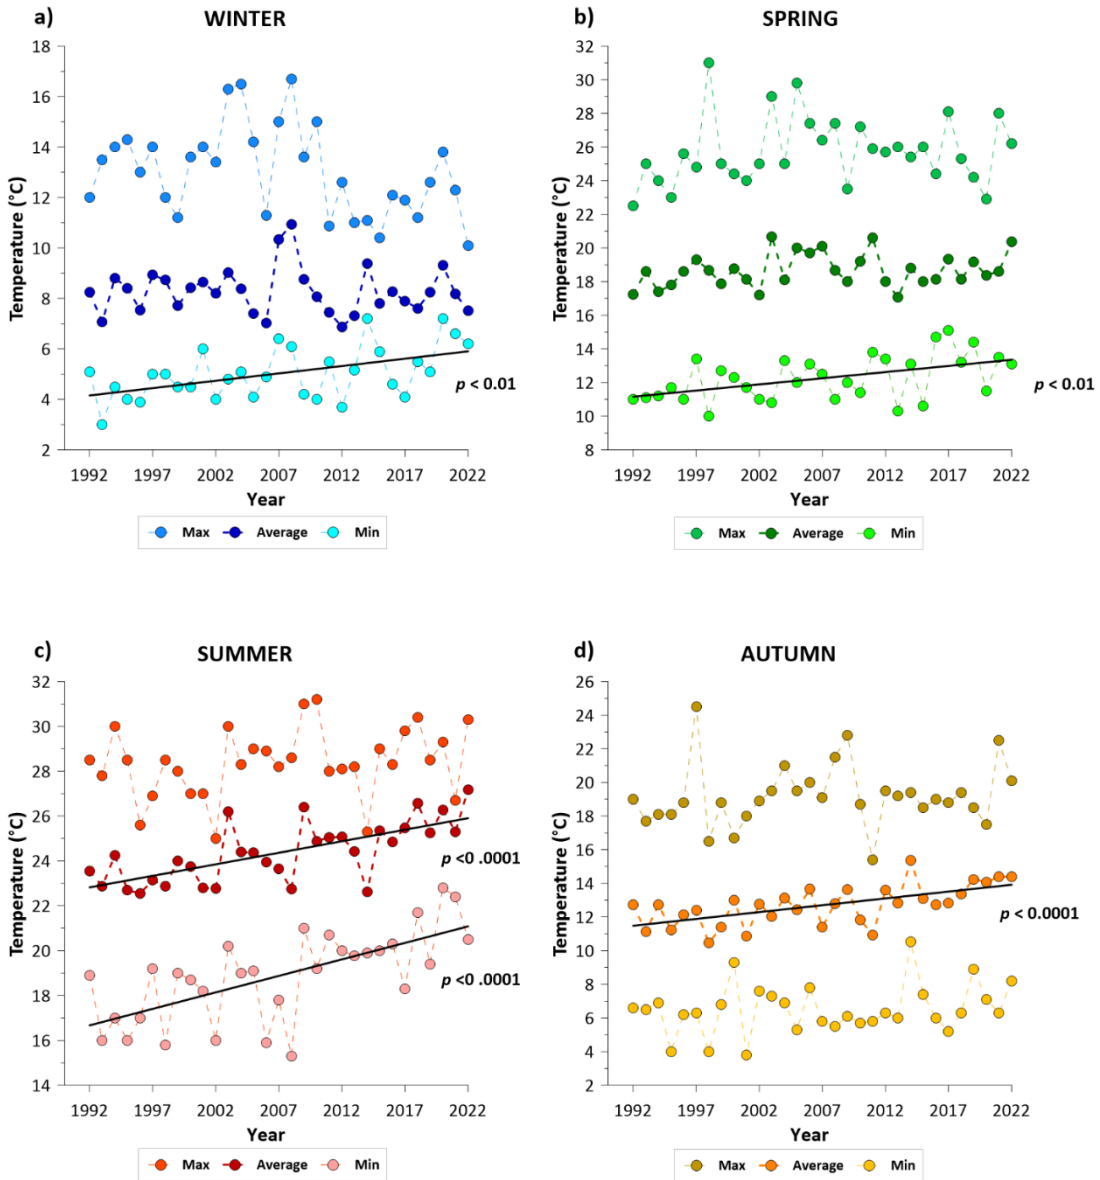 a) WINTER
18
16
14
12
10
8
6
4
2
Temperature (°C)
p < 0.01
1992 1997 2002 2007 2012 2017 2022
Year
Max Average Min
b) SPRING
32
30
28
26
24
22
20
18
16
14
12
10
8
Temperature (°C)
p < 0.01
1992 1997 2002 2007 2012 2017 2022
Year
Max Average Min
c) SUMMER
32
30
28
26
24
22
20
18
16
14
Temperature (°C)
p <0 .0001
p <0 .0001
1992 1997 2002 2007 2012 2017 2022
Year
Max Average Min
d) AUTUMN
26
24
22
20
18
16
14
12
10
8
6
4
2
Temperature (°C)
p < 0.0001
1992 1997 2002 2007 2012 2017 2022
Year
Max Average Min